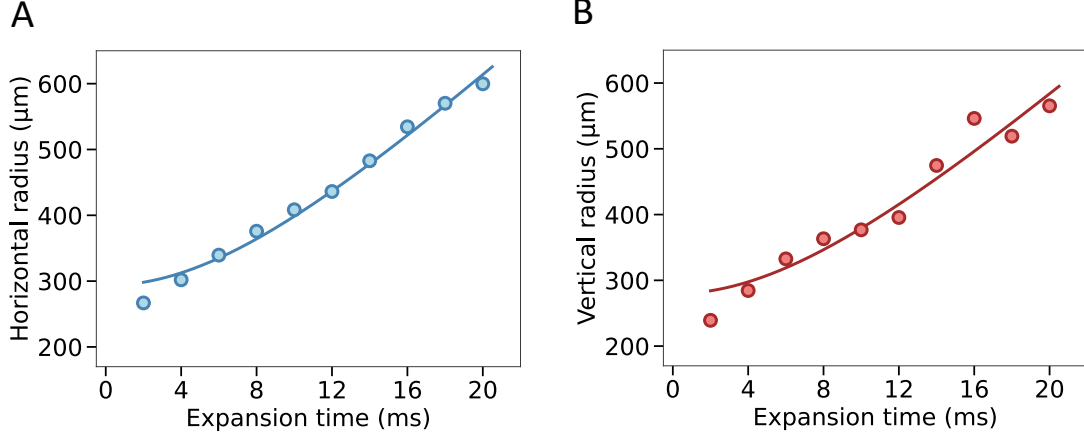 A
Horizontal radius (μm)
600
500
400
300
200
0 4 8 12 16 20
Expansion time (ms)
B
Vertical radius (μm)
600
500
400
300
200
0 4 8 12 16 20
Expansion time (ms)